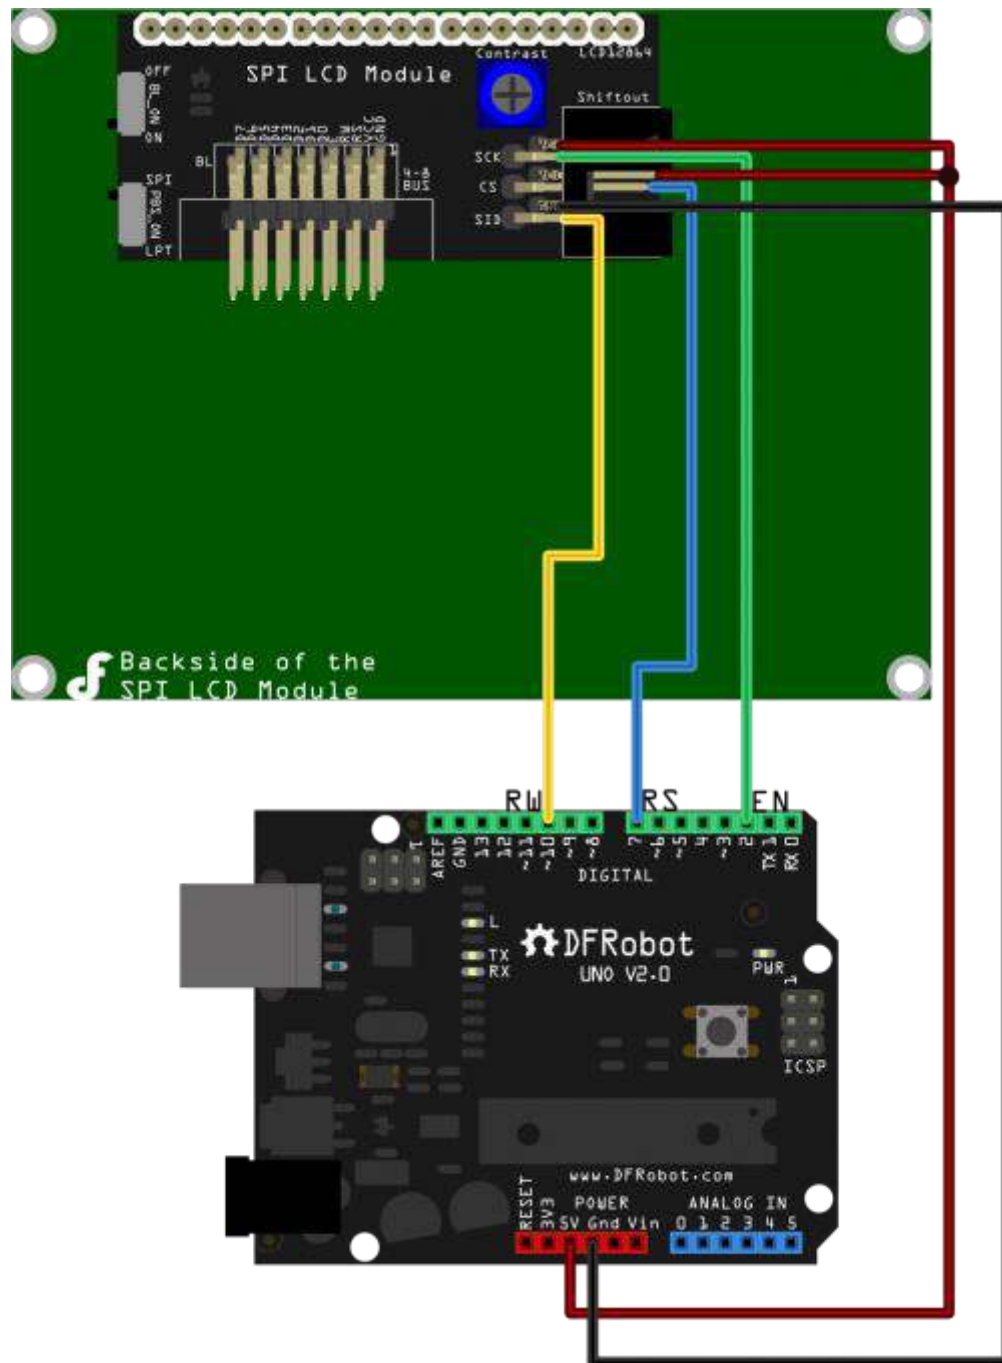 LCD12864
Contrast
SPI LCD Module
OFF
BL_ON
ON
Shiftout
SCK
BL
1
4-8
BUS
SPI
CS
SID
LPT
Backside of the
SPI LCD Module
RW
RS
EN
AREF
GND
13
12
~11
~10
~9
~8
7
~6
~5
4
~3
2
TX 1
RX 0
1
DIGITAL
L
TX
RX
DFRobot
UNO V2.0
PWR
1
ICSP
www.DFRobot.com
RESET
3V3
POWER
5V Gnd Vin
ANALOG IN
0 1 2 3 4 5